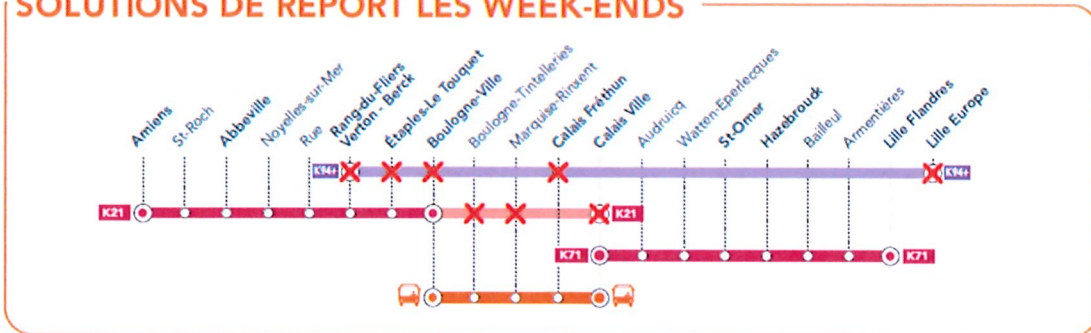 SOLUTIONS DE REPORT LES WEEK-ENDS
Amiens
St-Roch
Abbeville
Noyelles-sur-Mer
Rue
Rang-du-Fliers
Verton Berck
Étaples-Le Touquet
Boulogne-Ville
Boulogne-Tintelleries
Marquise-Rinxent
Calais Fréthun
Calais Ville
Audruicq
Watten-Eperlecques
St-Omer
Hazebrouck
Bailleul
Armentières
Lille Flandres
Lille Europe
K94+ K94+
K21 K21
K71 K71